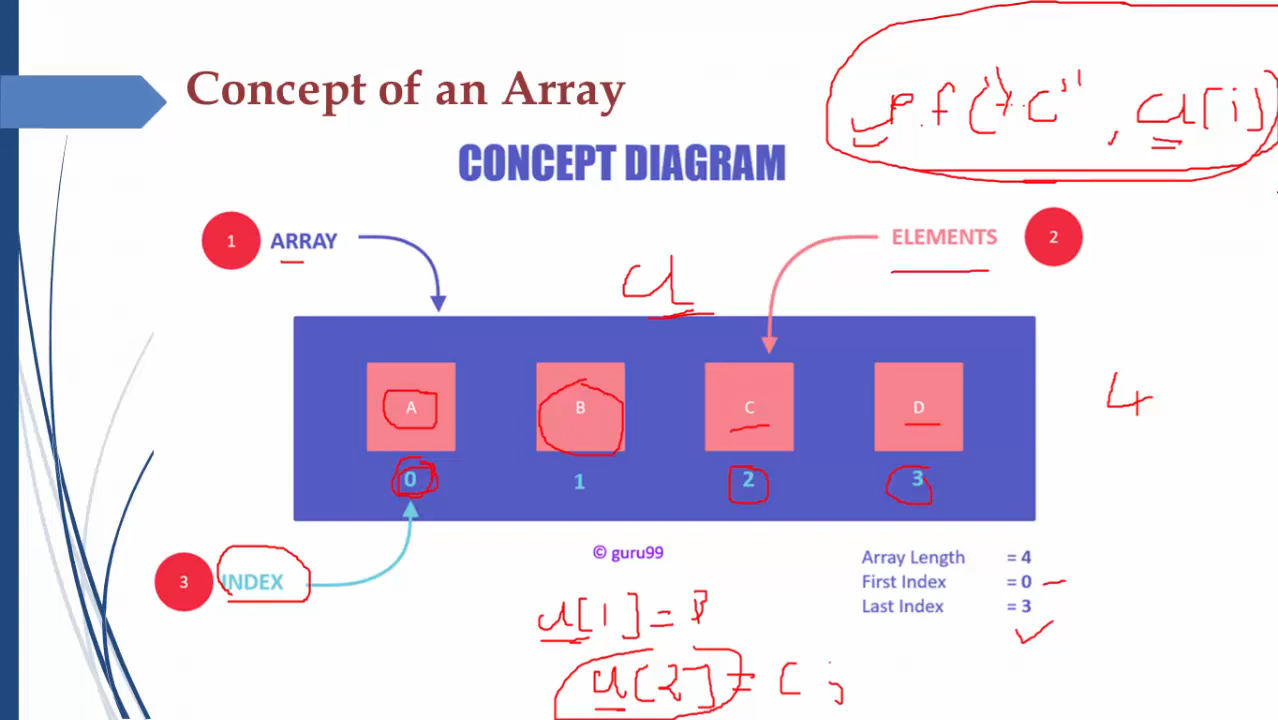 Concept of an Array
P.f("%c", a[i])
CONCEPT DIAGRAM
1 ARRAY
ELEMENTS 2
a
A B C D
4
0 1 2 3
© guru99
Array Length = 4
3 INDEX
First Index = 0
Last Index = 3
a[1] = B
a[2] = C ;